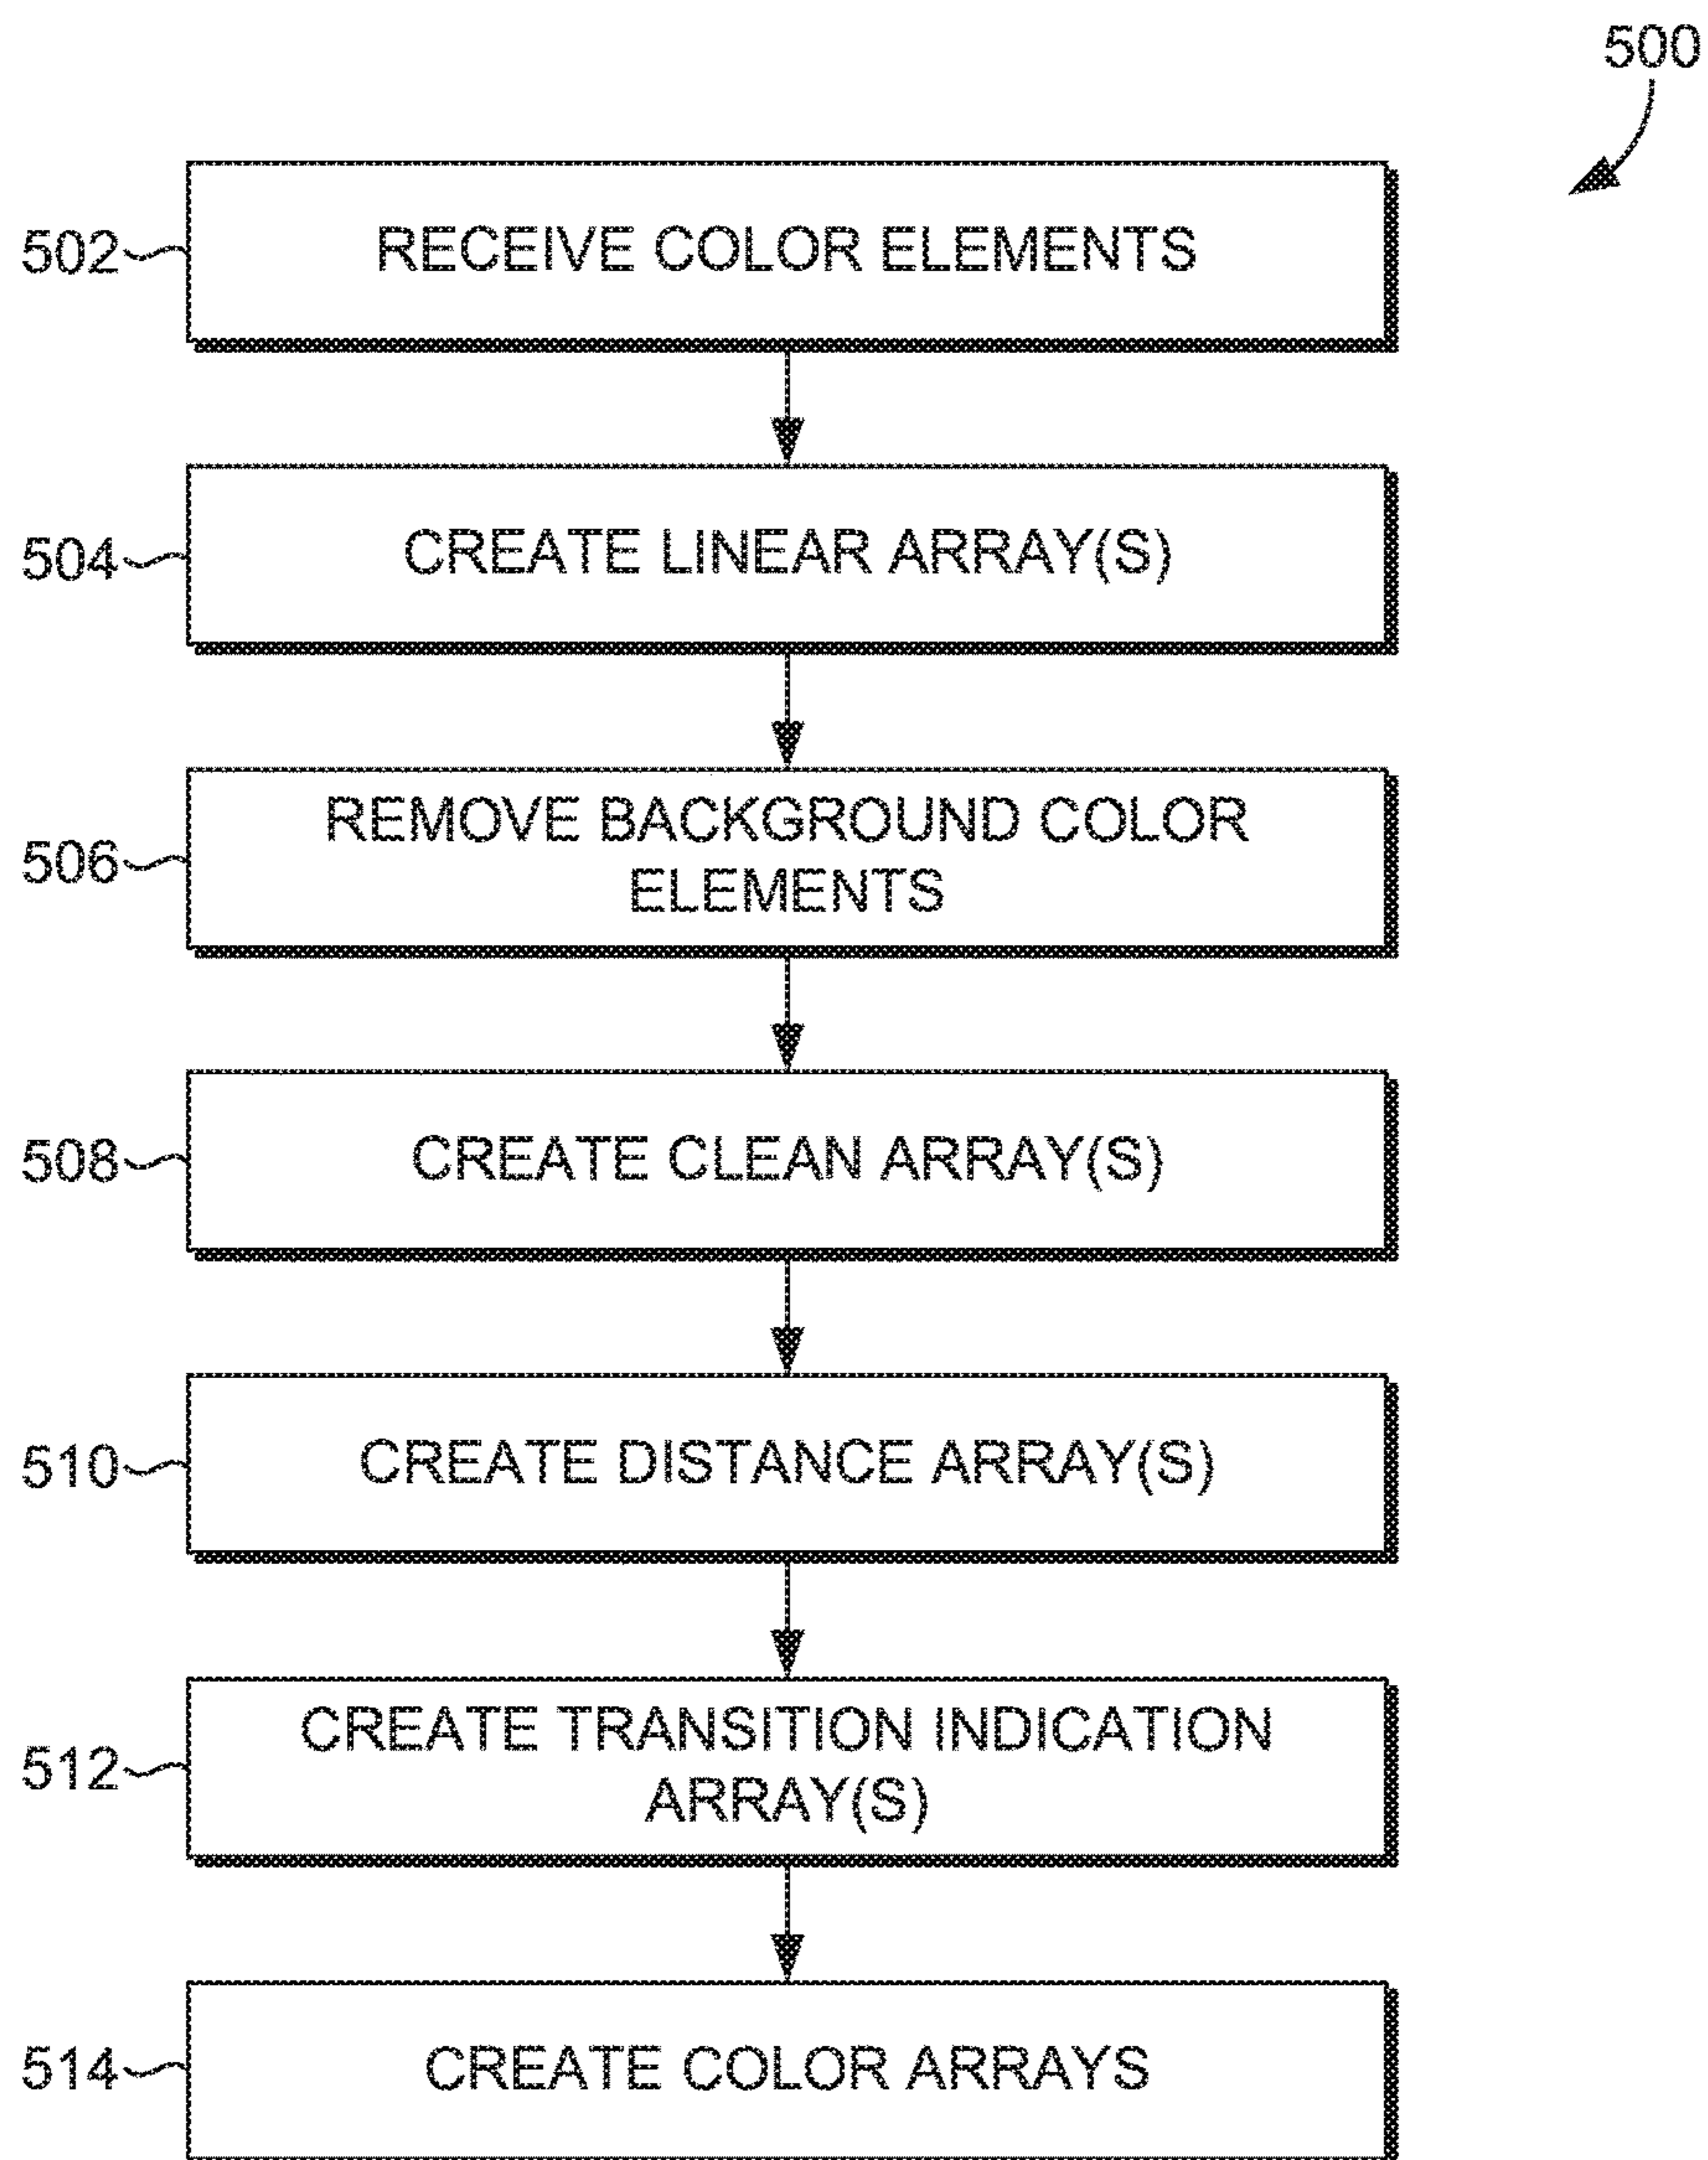 500
502
RECEIVE COLOR ELEMENTS
504
CREATE LINEAR ARRAY(S)
506
REMOVE BACKGROUND COLOR
ELEMENTS
508
CREATE CLEAN ARRAY(S)
510
CREATE DISTANCE ARRAY(S)
512
CREATE TRANSITION INDICATION
ARRAY(S)
514
CREATE COLOR ARRAYS